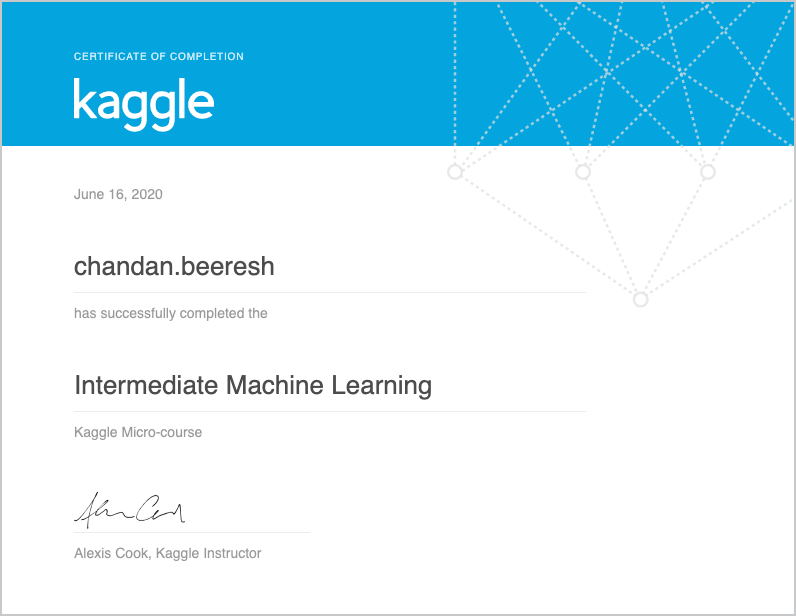 CERTIFICATE OF COMPLETION
kaggle
June 16, 2020
chandan.beeresh
has successfully completed the
Intermediate Machine Learning
Kaggle Micro-course
Alexis Cook, Kaggle Instructor